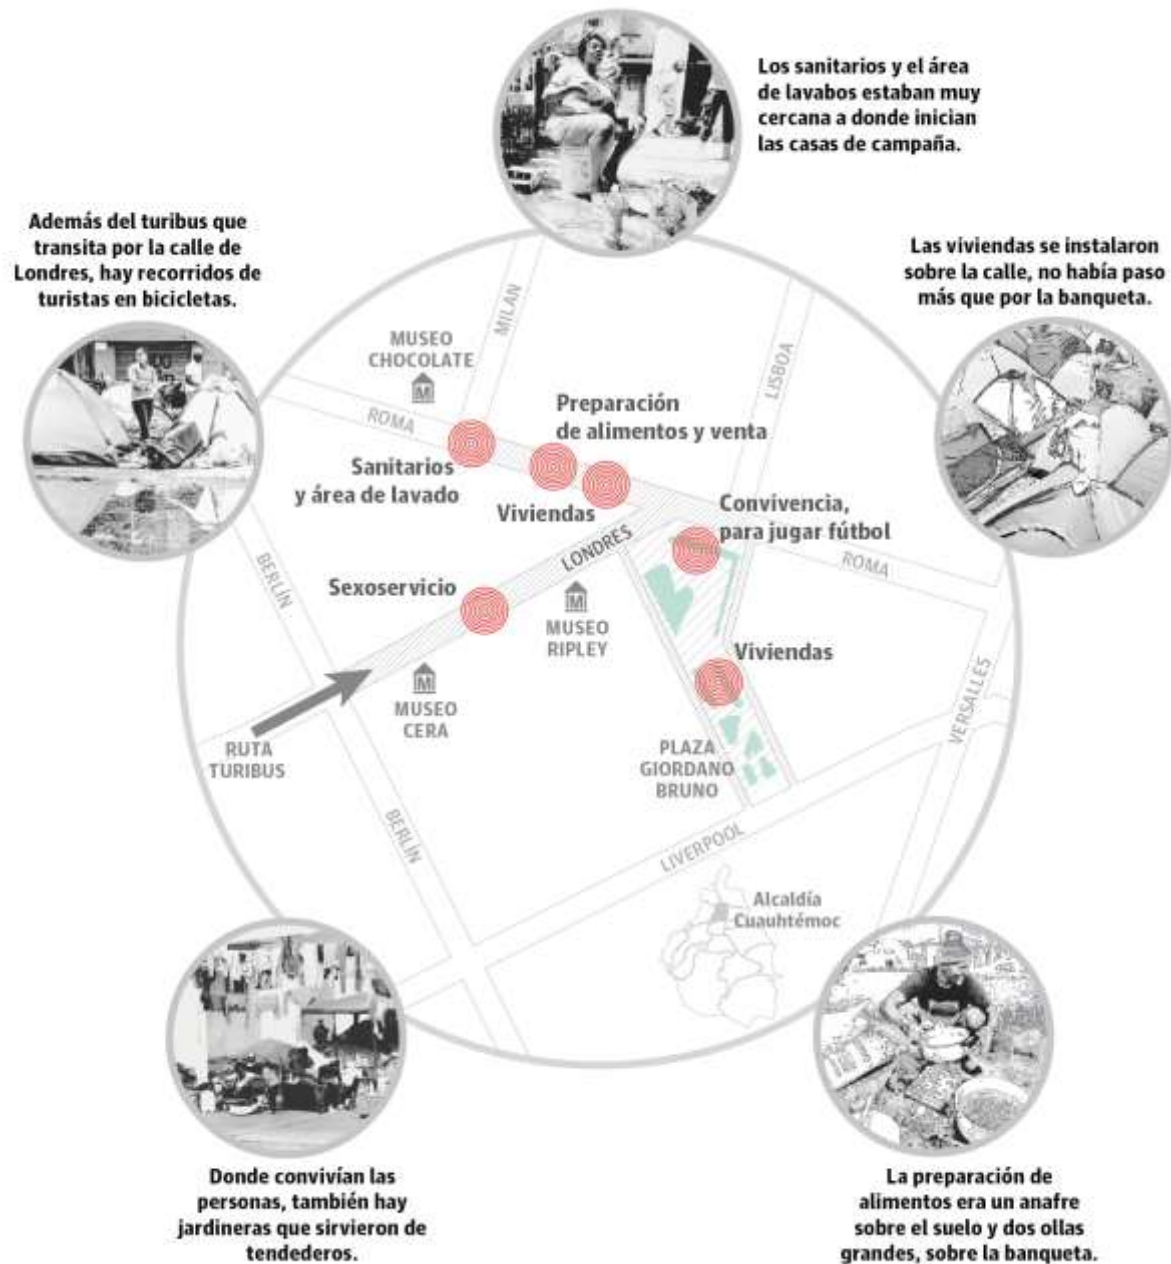 Los sanitarios y el área
de lavabos estaban muy
cercana a donde inician
las casas de campaña.
Además del turibus que
transita por la calle de
Londres, hay recorridos de
turistas en bicicletas.
Las viviendas se instalaron
sobre la calle, no había paso
más que por la banqueta.
MILAN
MUSEO
CHOCOLATE
M
LISBOA
ROMA
Preparación
de alimentos y venta
Sanitarios
y área de lavado
Viviendas
Convivencia,
para jugar fútbol
LONDRES
ROMA
BERLÍN
Sexoservicio
M
MUSEO
RIPLEY
Viviendas
M
MUSEO
CERA
VERSALLES
RUTA
TURIBUS
PLAZA
GIORDANO
BRUNO
BERLÍN
LIVERPOOL
Alcaldía
Cuauhtémoc
Donde convivían las
personas, también hay
jardineras que sirvieron de
tendederos.
La preparación de
alimentos era un anafre
sobre el suelo y dos ollas
grandes, sobre la banqueta.